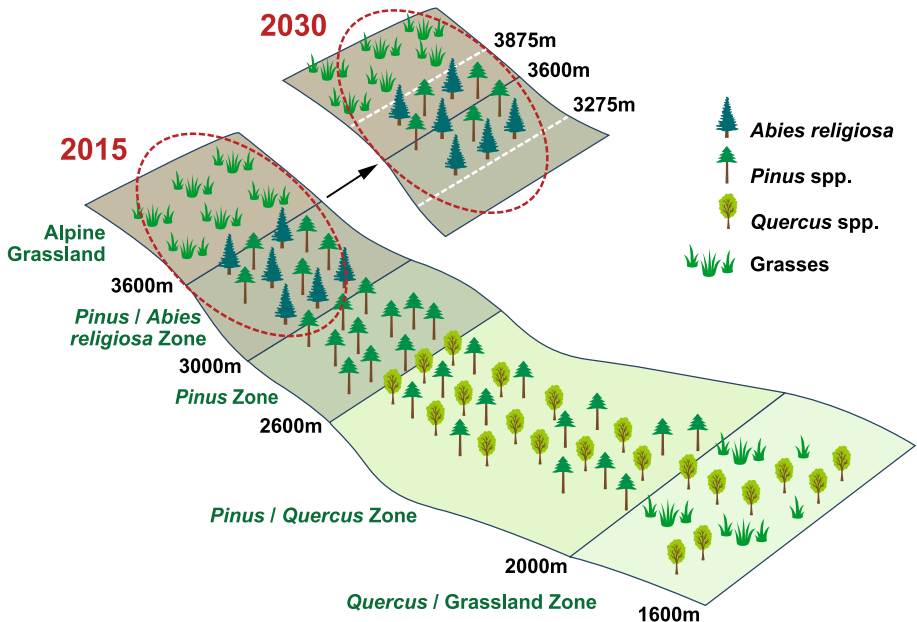 2030
3875m
3600m
3275m
2015
Abies religiosa
Pinus spp.
Quercus spp.
Grasses
Alpine
Grassland
3600m
Pinus / Abies
religiosa Zone
3000m
Pinus Zone
2600m
Pinus / Quercus Zone
2000m
Quercus / Grassland Zone
1600m